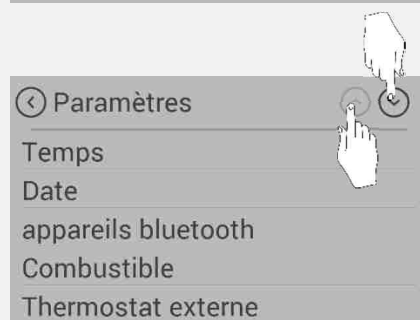 Paramètres
Temps
Date
appareils bluetooth
Combustible
Thermostat externe